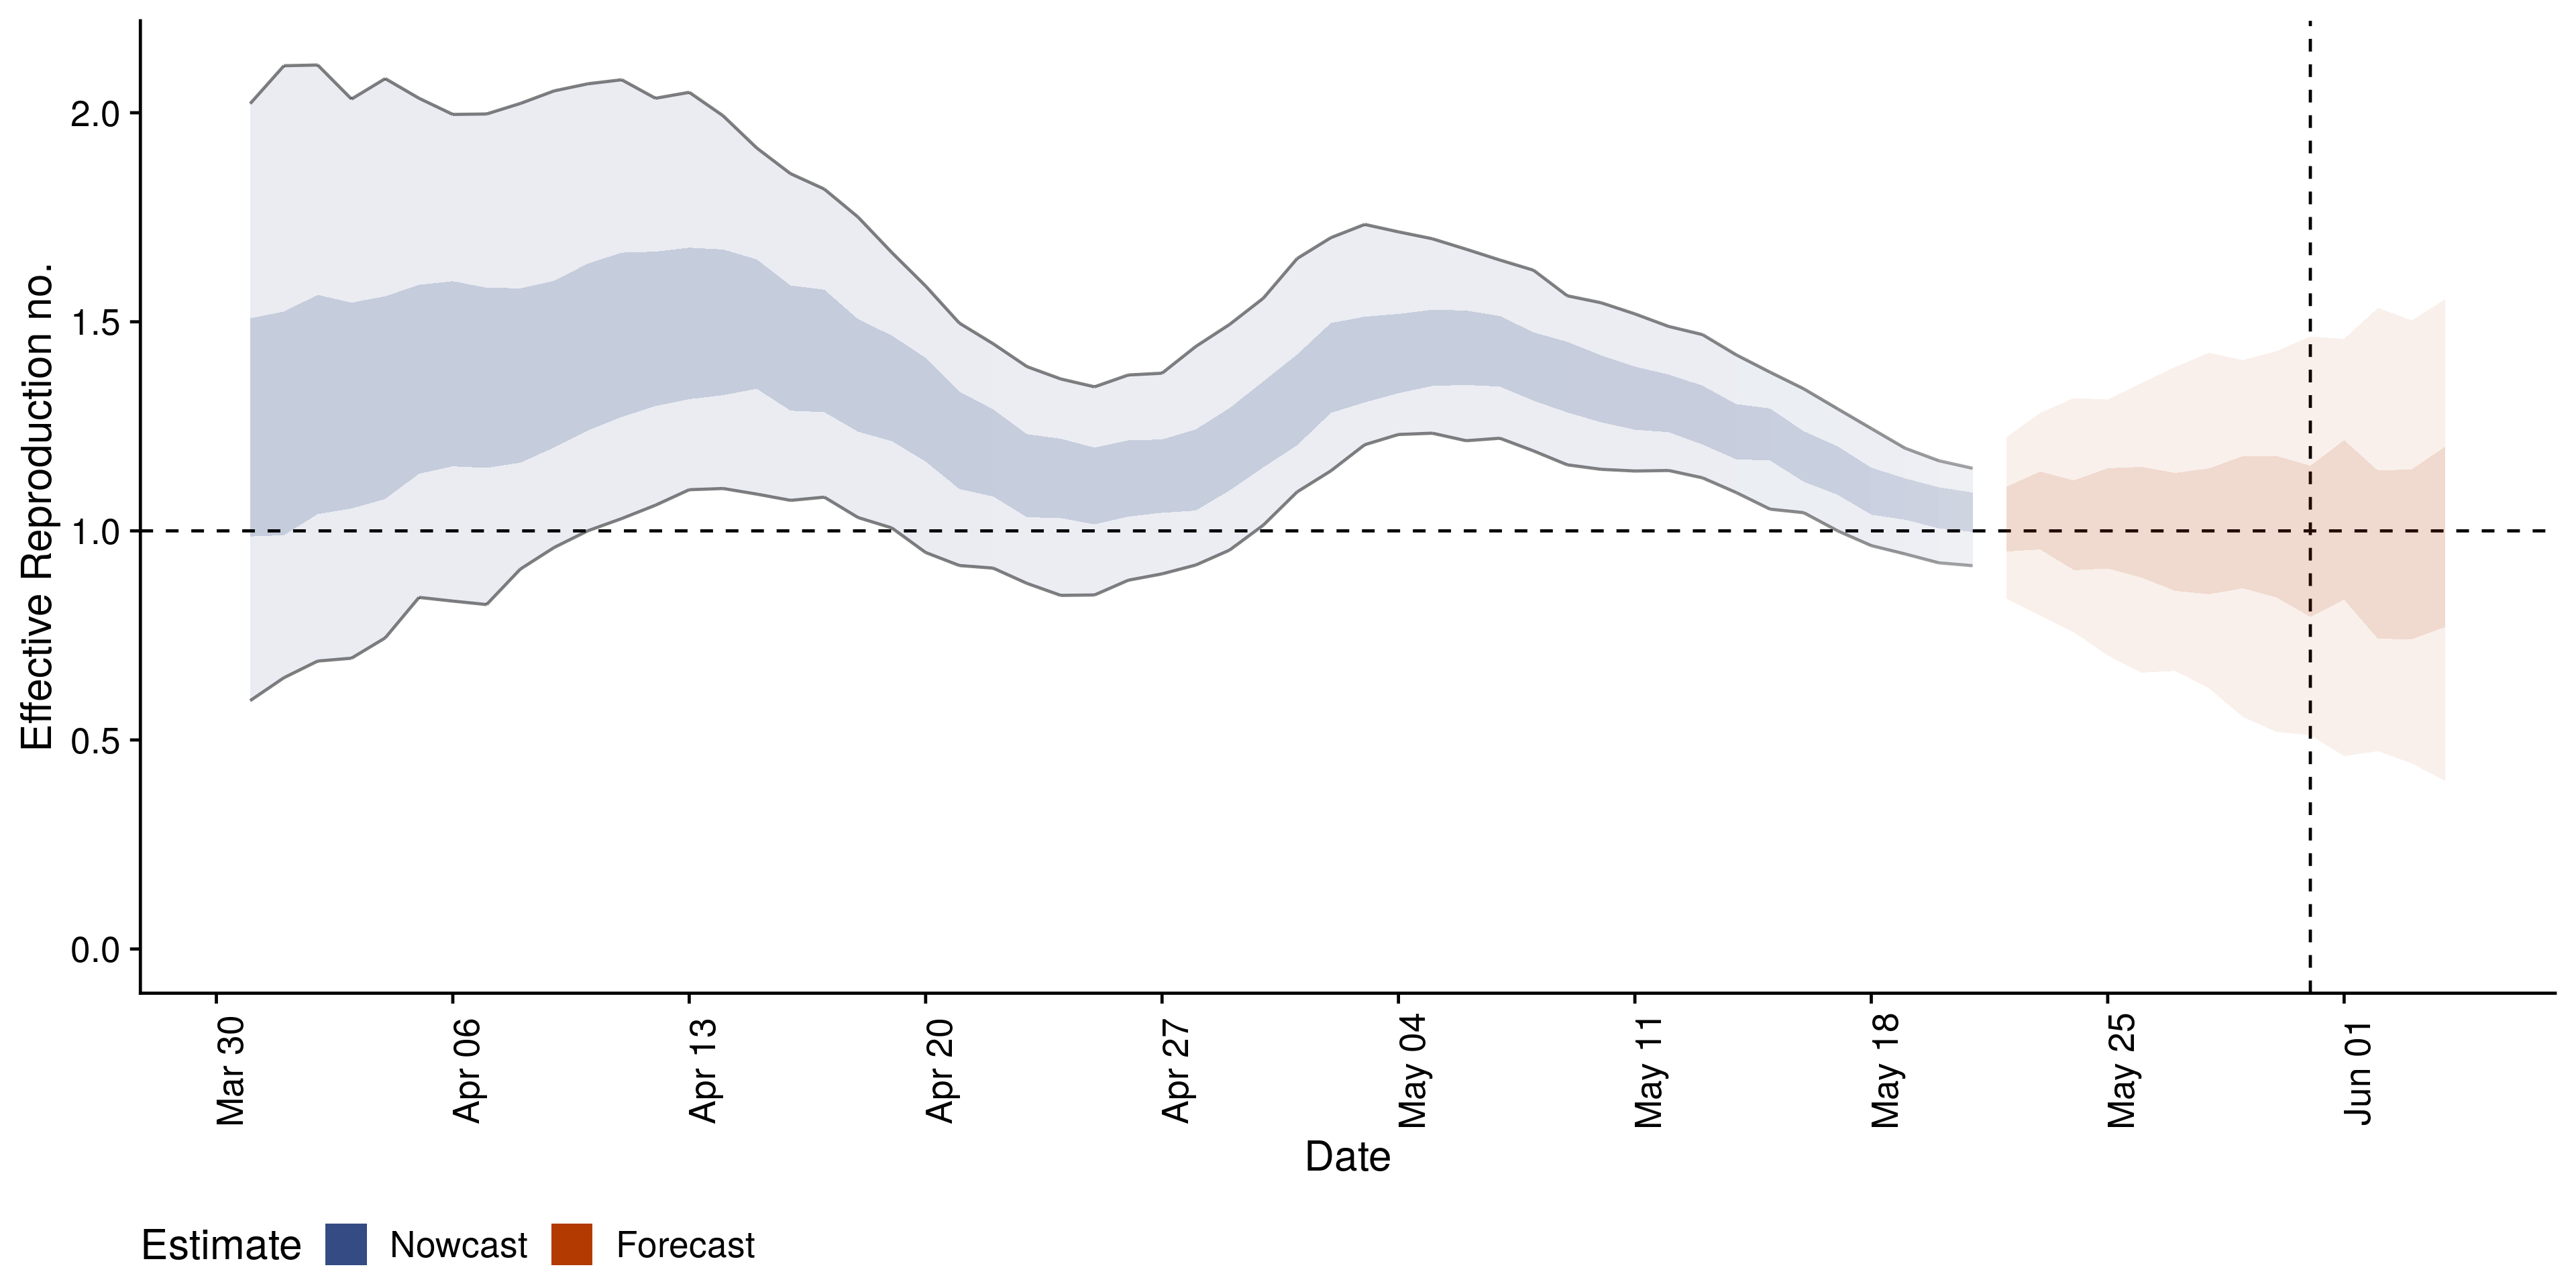 Effective Reproduction no.
2.0
1.5
1.0
0.5
0.0
Mar 30
Apr 06
Apr 13
Apr 20
Apr 27
May 04
May 11
May 18
May 25
Jun 01
Date
Estimate Nowcast Forecast